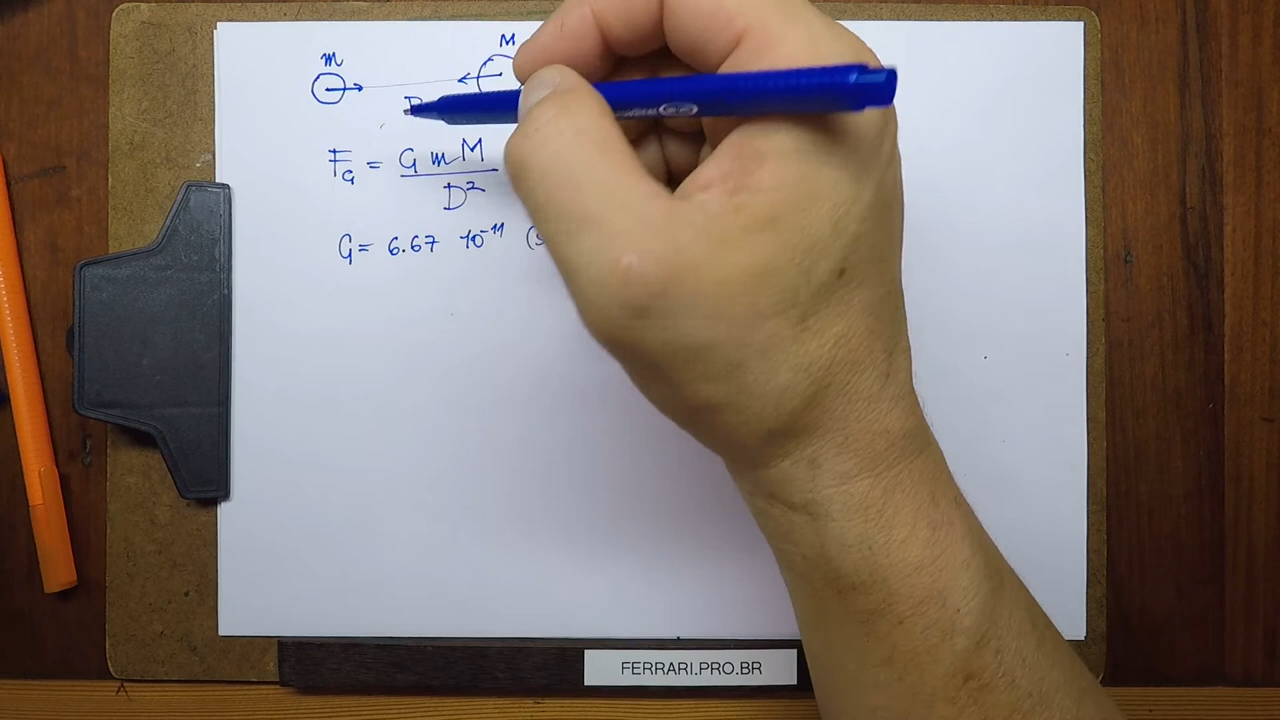 m M
D
F_G = G m M / D²
G = 6.67 10⁻¹¹ (S
FERRARI.PRO.BR